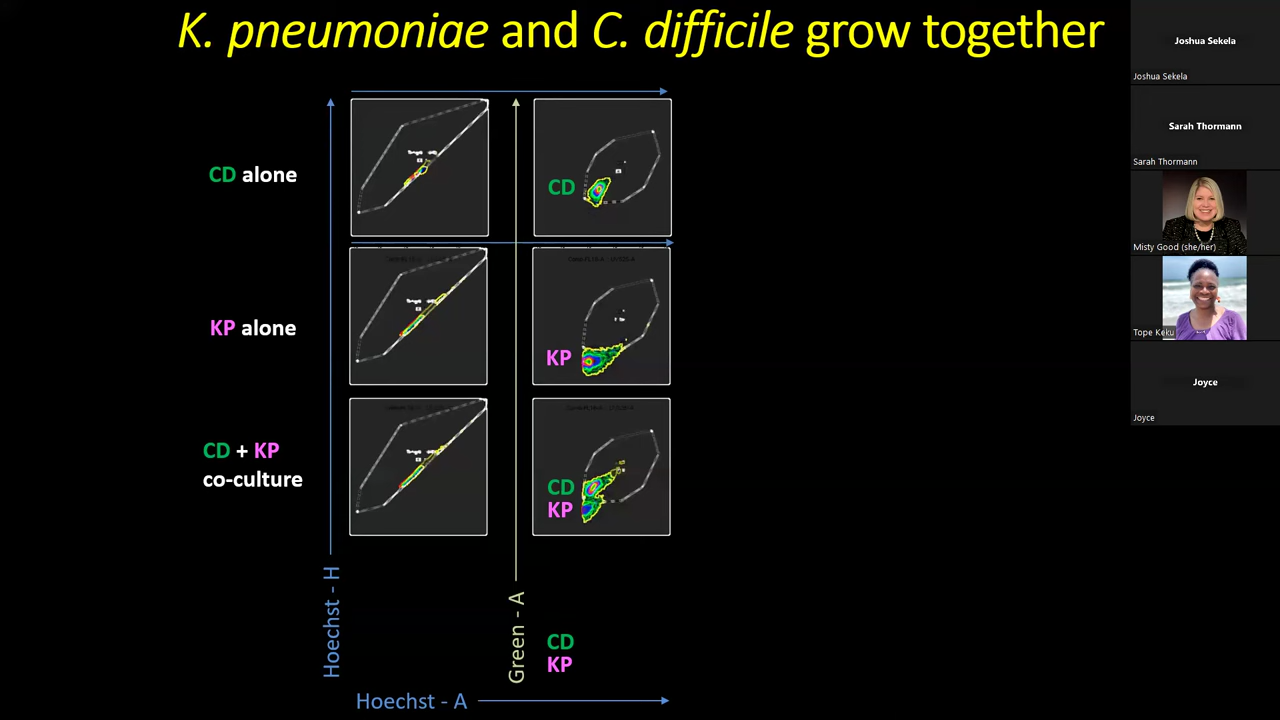 K. pneumoniae and C. difficile grow together
CD alone
CD
KP alone
KP
CD + KP
co-culture
CD
KP
Hoechst - H
Green - A
CD
KP
Hoechst - A
Joshua Sekela
Joshua Sekela
Sarah Thormann
Sarah Thormann
Misty Good (she/her)
Tope Keku
Joyce
Joyce